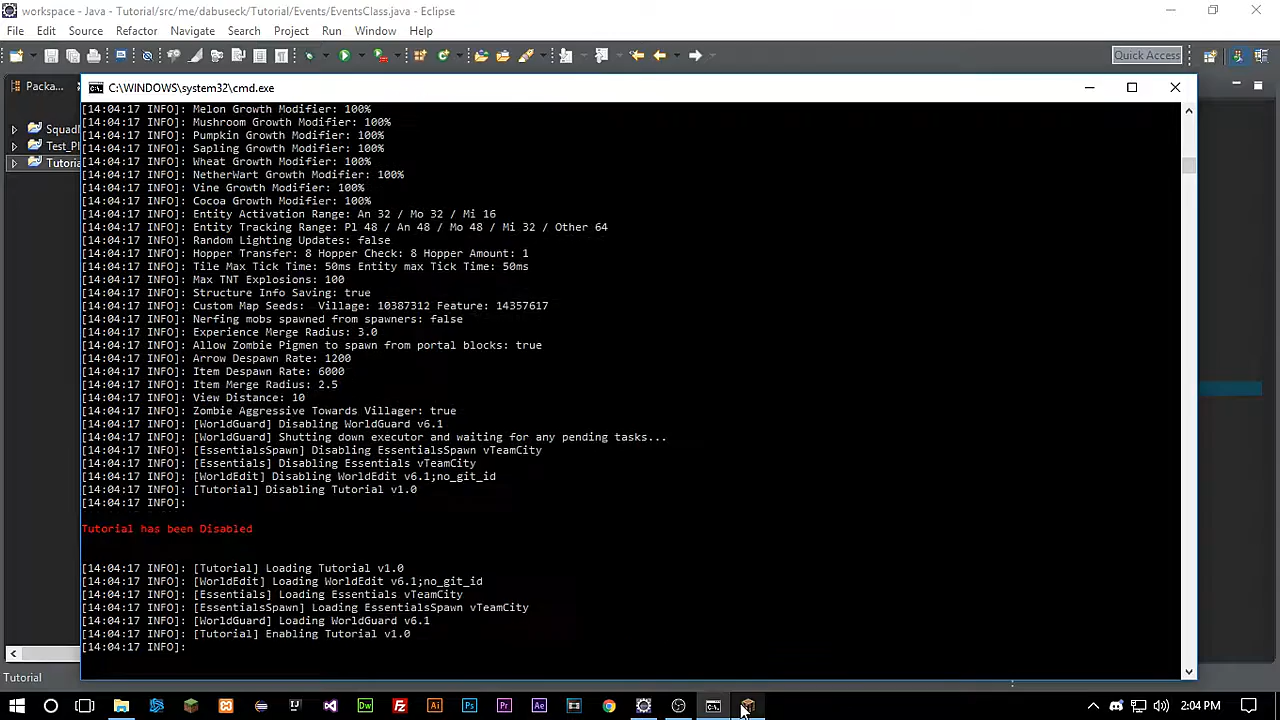 workspace - Java - Tutorial/src/me/dabuseck/Tutorial/Events/EventsClass.java - Eclipse
File Edit Source Refactor Navigate Search Project Run Window Help
Quick Access
Packa...
C:\WINDOWS\system32\cmd.exe
Squad
Test_Pl
Tutoria
[14:04:17 INFO]: Melon Growth Modifier: 100%
[14:04:17 INFO]: Mushroom Growth Modifier: 100%
[14:04:17 INFO]: Pumpkin Growth Modifier: 100%
[14:04:17 INFO]: Sapling Growth Modifier: 100%
[14:04:17 INFO]: Wheat Growth Modifier: 100%
[14:04:17 INFO]: NetherWart Growth Modifier: 100%
[14:04:17 INFO]: Vine Growth Modifier: 100%
[14:04:17 INFO]: Cocoa Growth Modifier: 100%
[14:04:17 INFO]: Entity Activation Range: An 32 / Mo 32 / Mi 16
[14:04:17 INFO]: Entity Tracking Range: Pl 48 / An 48 / Mo 48 / Mi 32 / Other 64
[14:04:17 INFO]: Random Lighting Updates: false
[14:04:17 INFO]: Hopper Transfer: 8 Hopper Check: 8 Hopper Amount: 1
[14:04:17 INFO]: Tile Max Tick Time: 50ms Entity max Tick Time: 50ms
[14:04:17 INFO]: Max TNT Explosions: 100
[14:04:17 INFO]: Structure Info Saving: true
[14:04:17 INFO]: Custom Map Seeds:  Village: 10387312 Feature: 14357617
[14:04:17 INFO]: Nerfing mobs spawned from spawners: false
[14:04:17 INFO]: Experience Merge Radius: 3.0
[14:04:17 INFO]: Allow Zombie Pigmen to spawn from portal blocks: true
[14:04:17 INFO]: Arrow Despawn Rate: 1200
[14:04:17 INFO]: Item Despawn Rate: 6000
[14:04:17 INFO]: Item Merge Radius: 2.5
[14:04:17 INFO]: View Distance: 10
[14:04:17 INFO]: Zombie Aggressive Towards Villager: true
[14:04:17 INFO]: [WorldGuard] Disabling WorldGuard v6.1
[14:04:17 INFO]: [WorldGuard] Shutting down executor and waiting for any pending tasks...
[14:04:17 INFO]: [EssentialsSpawn] Disabling EssentialsSpawn vTeamCity
[14:04:17 INFO]: [Essentials] Disabling Essentials vTeamCity
[14:04:17 INFO]: [WorldEdit] Disabling WorldEdit v6.1;no_git_id
[14:04:17 INFO]: [Tutorial] Disabling Tutorial v1.0
[14:04:17 INFO]:
Tutorial has been Disabled
[14:04:17 INFO]: [Tutorial] Loading Tutorial v1.0
[14:04:17 INFO]: [WorldEdit] Loading WorldEdit v6.1;no_git_id
[14:04:17 INFO]: [Essentials] Loading Essentials vTeamCity
[14:04:17 INFO]: [EssentialsSpawn] Loading EssentialsSpawn vTeamCity
[14:04:17 INFO]: [WorldGuard] Loading WorldGuard v6.1
[14:04:17 INFO]: [Tutorial] Enabling Tutorial v1.0
[14:04:17 INFO]:
Tutorial
Dw Fz Ai Ps Pr Ae
2:04 PM